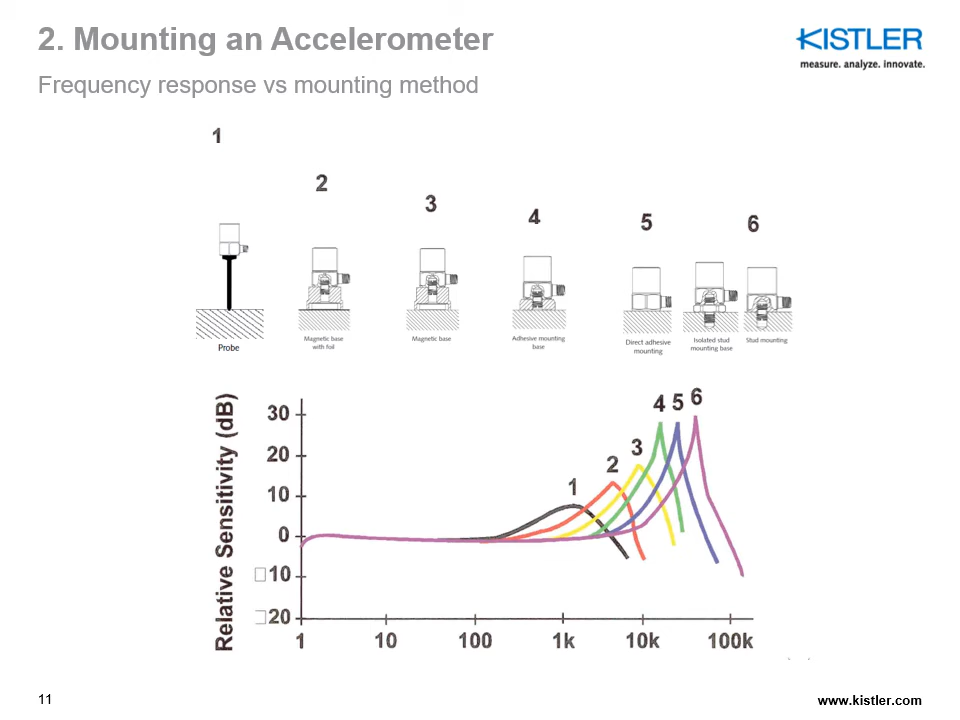 2. Mounting an Accelerometer
KISTLER
measure. analyze. innovate.
Frequency response vs mounting method
1
2
3
4
5
6
Probe
Magnetic base
with foil
Magnetic base
Adhesive mounting
base
Direct adhesive
mounting
Isolated stud
mounting base
Stud mounting
Relative Sensitivity (dB)
30
20
10
0
□10
□20
1
2
3
4 5 6
1 10 100 1k 10k 100k
11
www.kistler.com